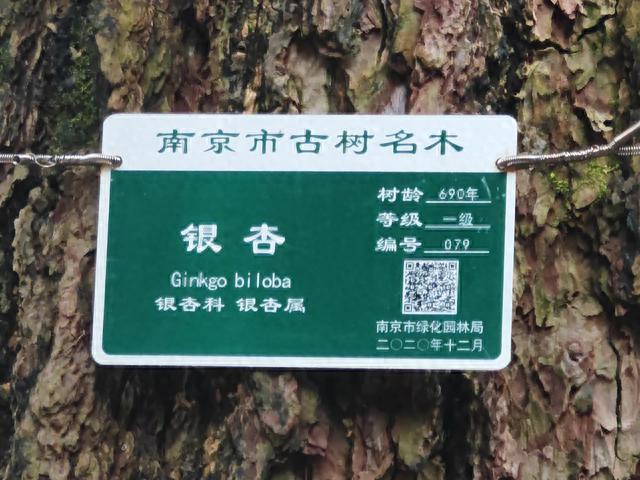 南京市古树名木
树龄 690年
等级 一级
编号 079
银杏
Ginkgo biloba
银杏科 银杏属
南京市绿化园林局
二〇二〇年十二月